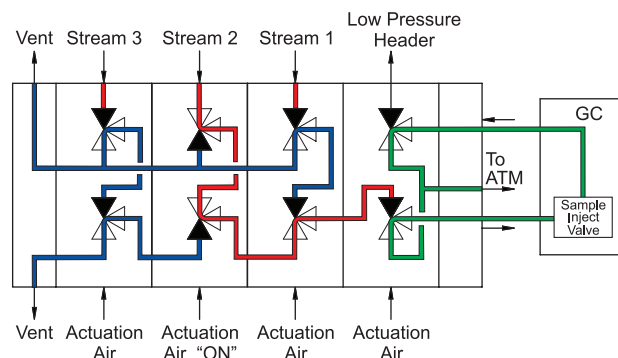 Vent
Stream 3
Stream 2
Stream 1
Low Pressure
Header
GC
To
ATM
Sample
Inject
Valve
Vent
Actuation
Air
Actuation
Air "ON"
Actuation
Air
Actuation
Air